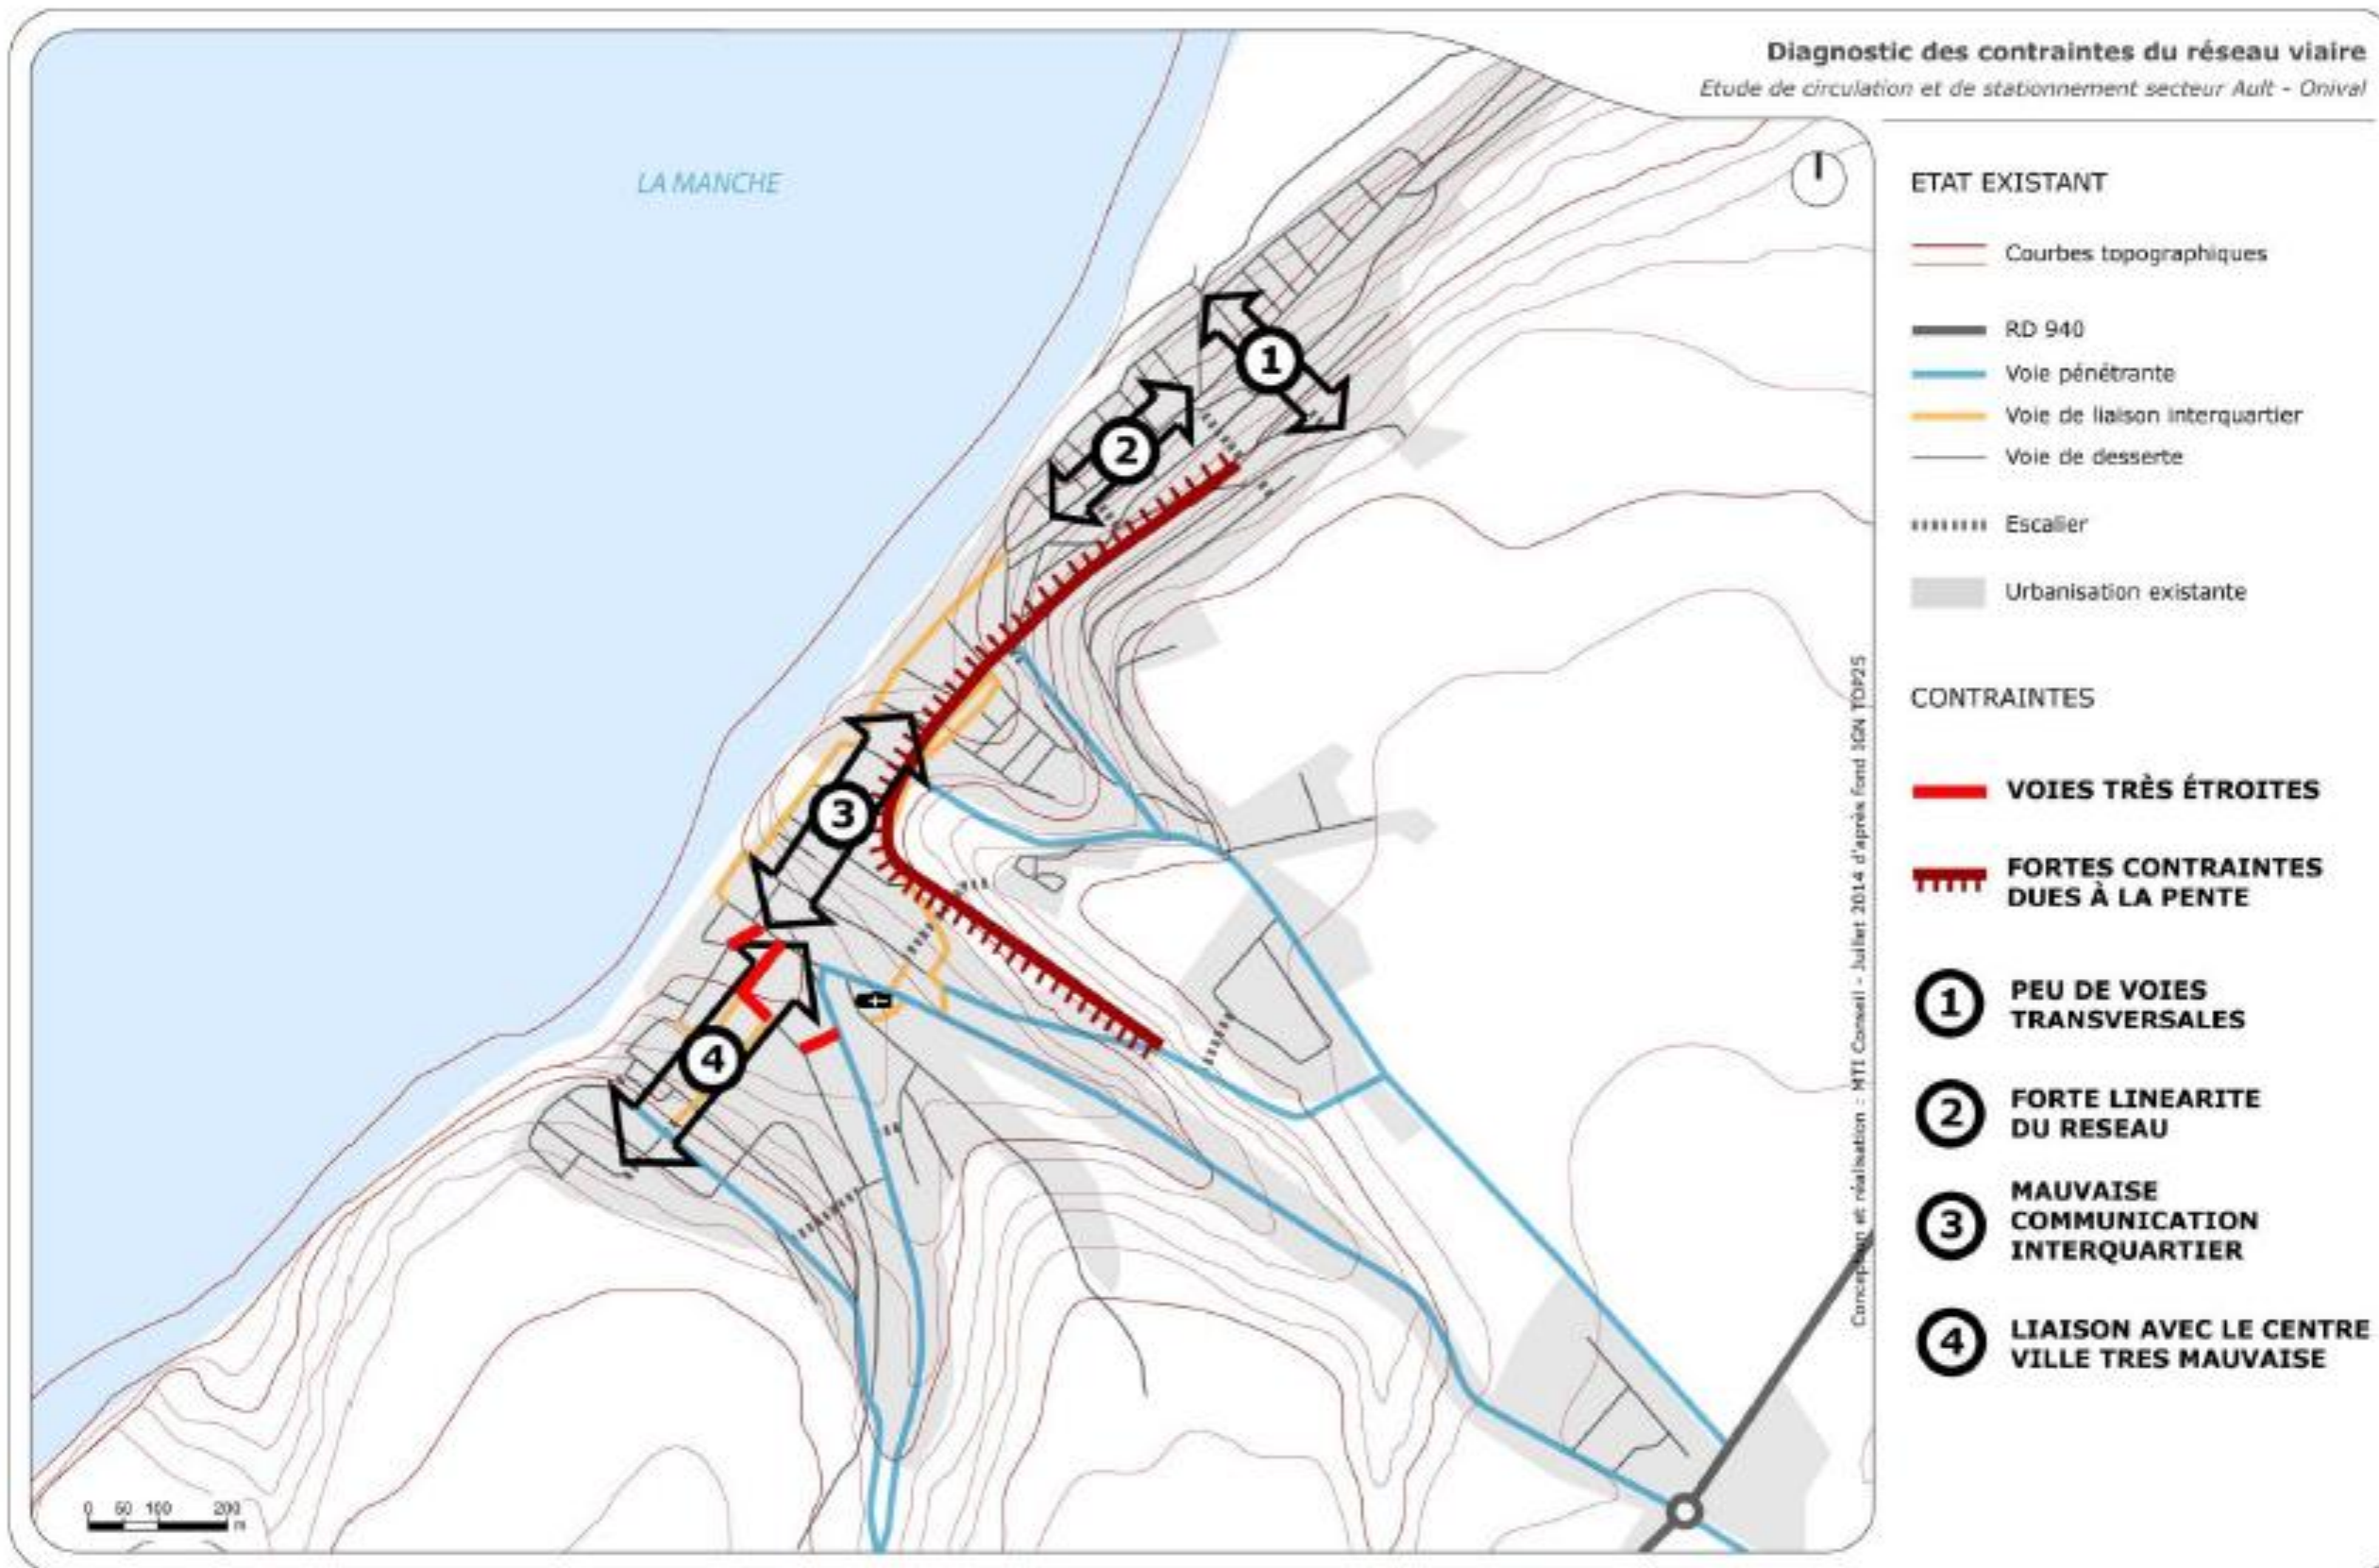 Diagnostic des contraintes du réseau viaire
Etude de circulation et de stationnement secteur Ault - Onival
LA MANCHE
1
2
3
4
0 50 100 200
m
Conception et réalisation : MTI Conseil - Juillet 2014 d'après fond IGN TOP25
ETAT EXISTANT
Courbes topographiques
RD 940
Voie pénétrante
Voie de liaison interquartier
Voie de desserte
Escalier
Urbanisation existante
CONTRAINTES
VOIES TRÈS ÉTROITES
FORTES CONTRAINTES
DUES À LA PENTE
1 PEU DE VOIES
TRANSVERSALES
2 FORTE LINEARITE
DU RESEAU
3 MAUVAISE
COMMUNICATION
INTERQUARTIER
4 LIAISON AVEC LE CENTRE
VILLE TRES MAUVAISE